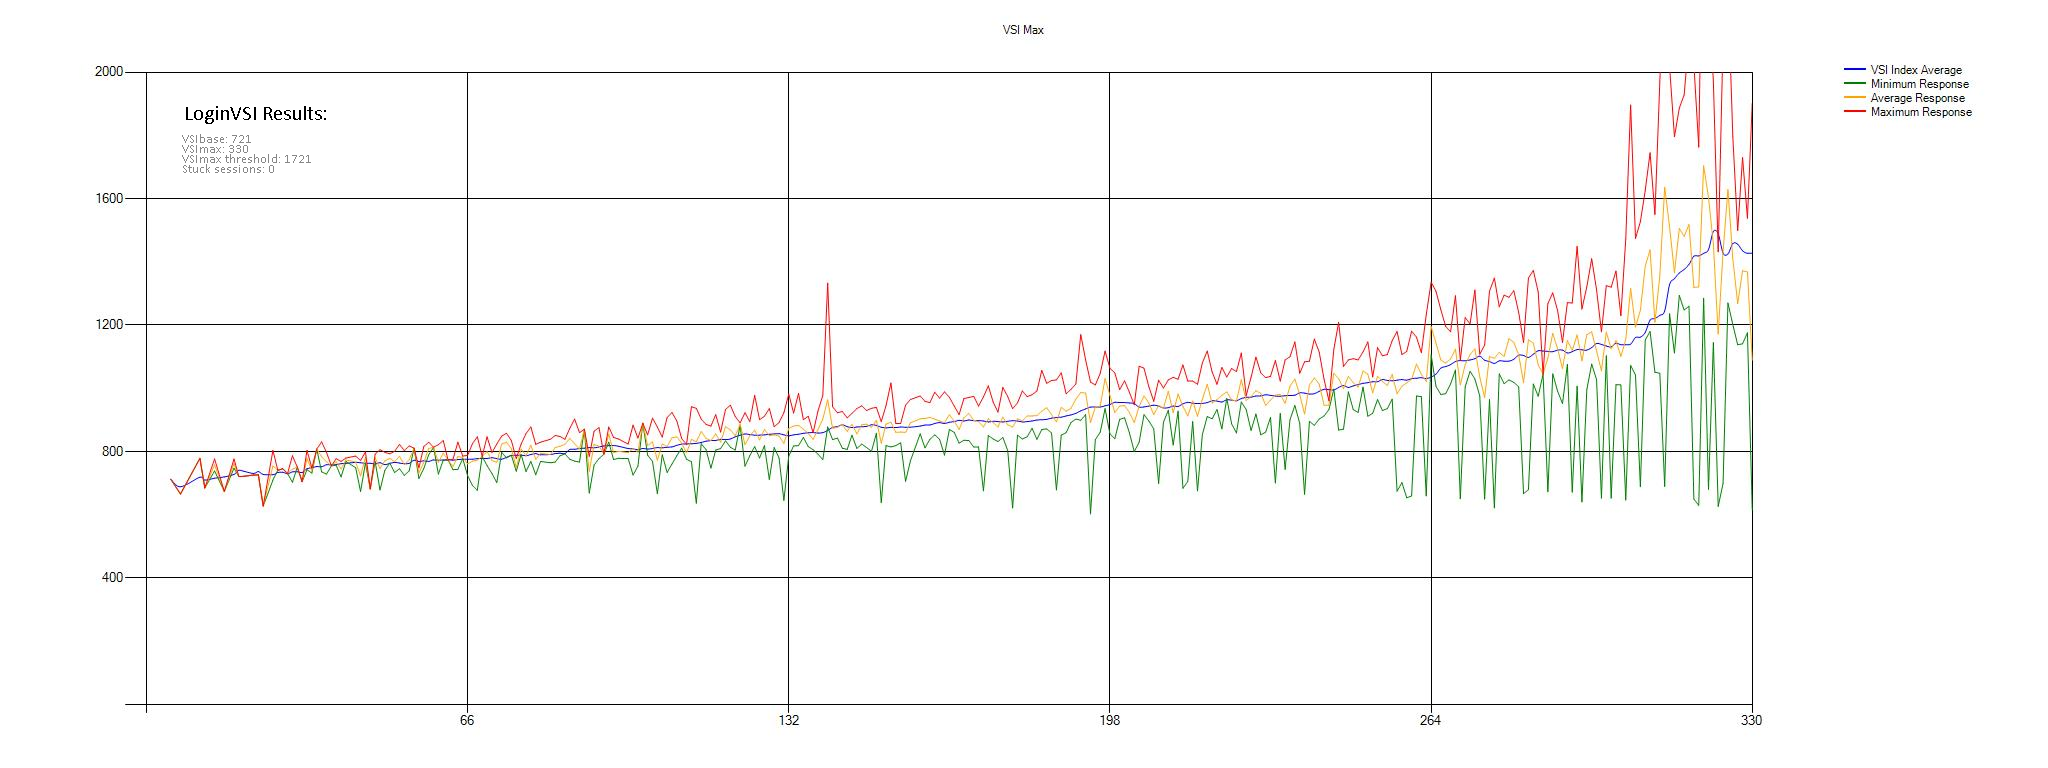 VSI Max
2000
1600
1200
800
400
66
132
198
264
330
LoginVSI Results:
VSIbase: 721
VSImax: 330
VSImax threshold: 1721
Stuck sessions: 0
VSI Index Average
Minimum Response
Average Response
Maximum Response